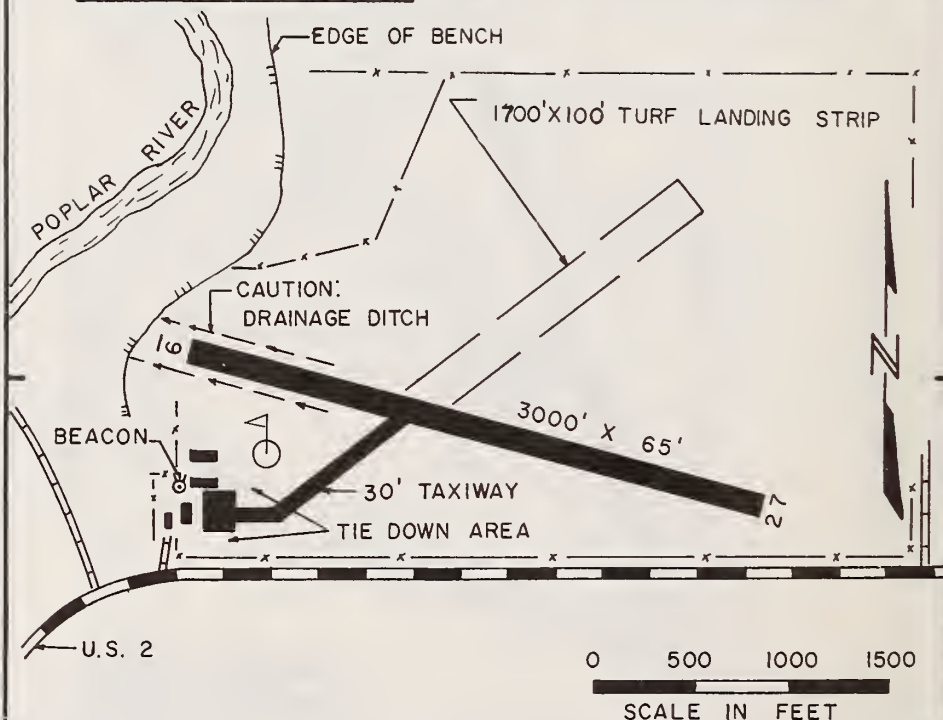 EDGE OF BENCH
1700'X100' TURF LANDING STRIP
POPLAR RIVER
CAUTION:
DRAINAGE DITCH
9
N
3000' X 65'
BEACON
30' TAXIWAY
27
TIE DOWN AREA
U.S. 2
0 500 1000 1500
SCALE IN FEET